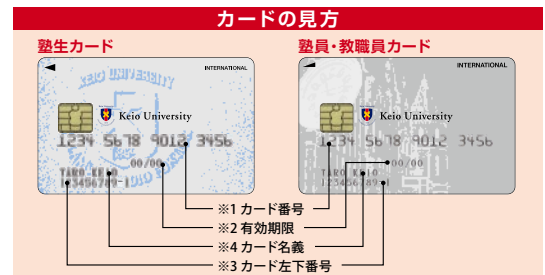 カードの見方
塾生カード
塾員・教職員カード
KEIO UNIVERSITY
INTERNATIONAL
Keio University
1234 5678 9012 3456
00/00
TARO KEIO
123456789-1
INTERNATIONAL
Keio University
1234 5678 9012 3456
00/00
TARO KEIO
123456789-1
※1 カード番号
※2 有効期限
※4 カード名義
※3 カード左下番号